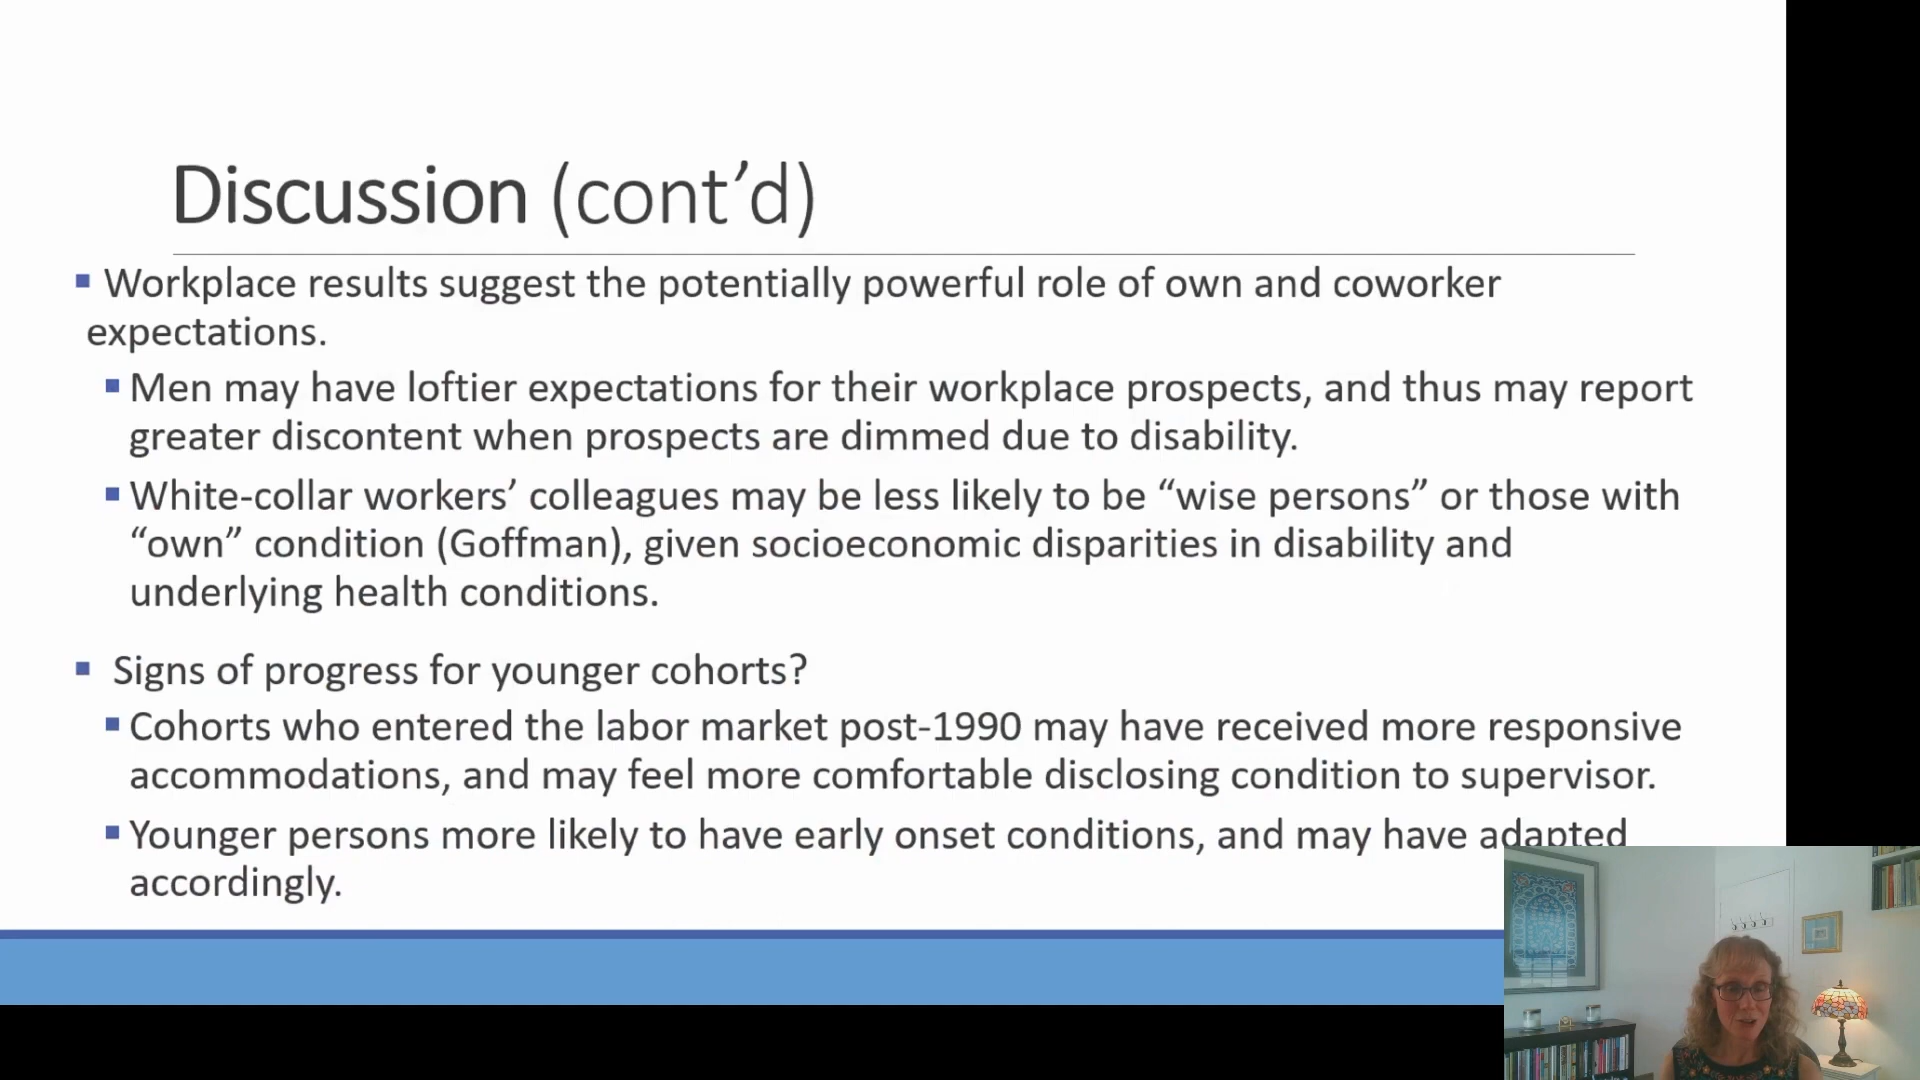 Discussion (cont’d)
Workplace results suggest the potentially powerful role of own and coworker
expectations.
Men may have loftier expectations for their workplace prospects, and thus may report
greater discontent when prospects are dimmed due to disability.
White-collar workers’ colleagues may be less likely to be “wise persons” or those with
“own” condition (Goffman), given socioeconomic disparities in disability and
underlying health conditions.
Signs of progress for younger cohorts?
Cohorts who entered the labor market post-1990 may have received more responsive
accommodations, and may feel more comfortable disclosing condition to supervisor.
Younger persons more likely to have early onset conditions, and may have adapted
accordingly.